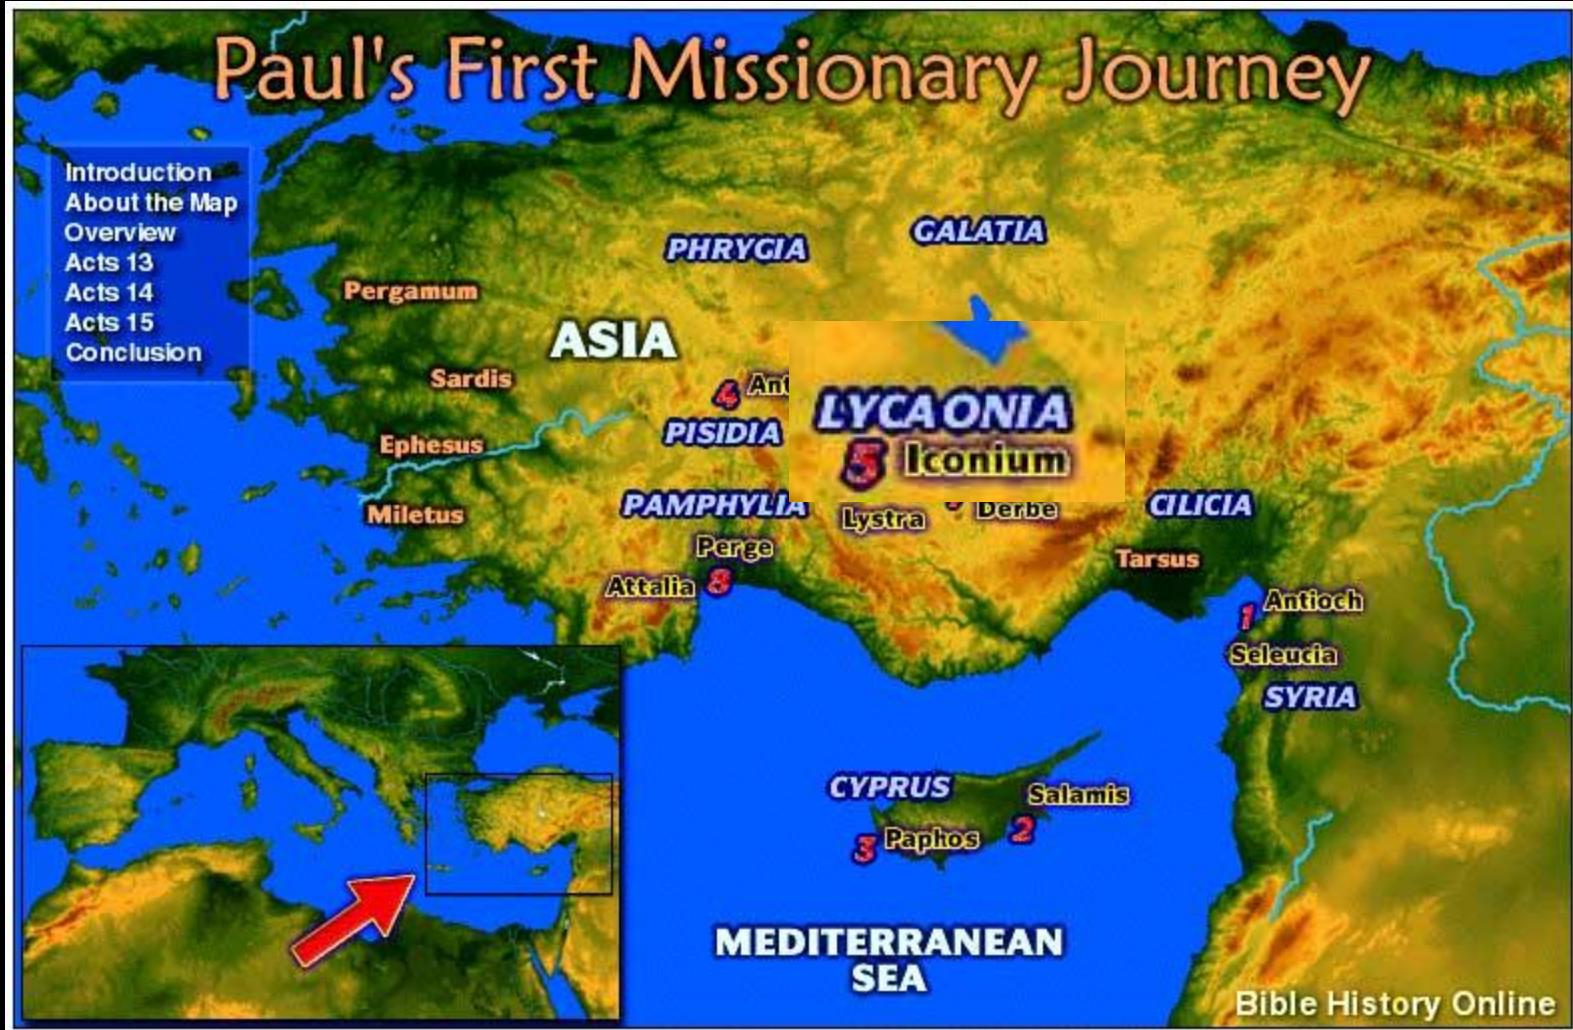 Paul's First Missionary Journey
Introduction
About the Map
Overview
Acts 13
Acts 14
Acts 15
Conclusion
PHRYGIA
GALATIA
Pergamum
ASIA
Sardis
4 Ant
LYCAONIA
PISIDIA
5 Iconium
Ephesus
Miletus
PAMPHYLIA
Lystra
Derbe
CILICIA
Perge
Tarsus
Attalia 8
1 Antioch
Seleucia
SYRIA
CYPRUS
Salamis
2
3 Paphos
MEDITERRANEAN
SEA
Bible History Online